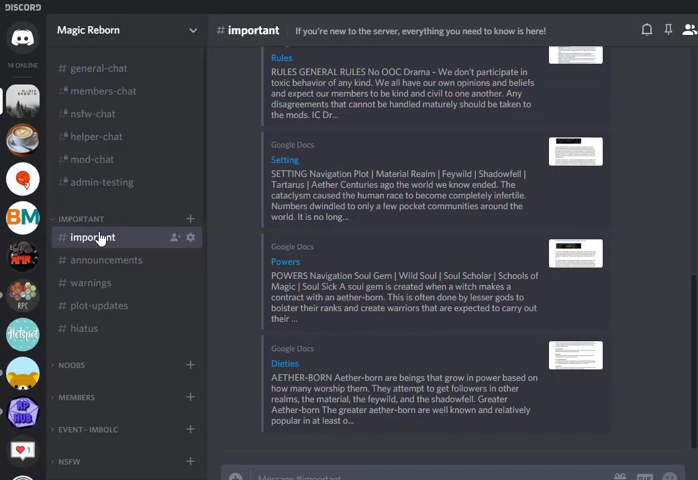 DISCORD
14 ONLINE
BM
RPC
Hotspot
RP
HUB
1
Magic Reborn
# general-chat
members-chat
nsfw-chat
helper-chat
mod-chat
admin-testing
IMPORTANT
# important
# announcements
# warnings
# plot-updates
# hiatus
NOOBS
MEMBERS
EVENT - IMBOLC
NSFW
# important
If you're new to the server, everything you need to know is here!
Rules
RULES GENERAL RULES No OOC Drama - We don't participate in
toxic behavior of any kind. We all have our own opinions and beliefs
and expect our members to be kind and civil to one another. Any
disagreements that cannot be handled maturely should be taken to
the mods. IC Dr...
Google Docs
Setting
SETTING Navigation Plot | Material Realm | Feywild | Shadowfell |
Tartarus | Aether Centuries ago the world we know ended. The
cataclysm caused the human race to become completely infertile.
Numbers dwindled to only a few pocket communities around the
world. It is no long...
Google Docs
Powers
POWERS Navigation Soul Gem | Wild Soul | Soul Scholar | Schools of
Magic | Soul Sick A soul gem is created when a witch makes a
contract with an aether-born. This is often done by lesser gods to
bolster their ranks and create warriors that are expected to carry out
their ...
Google Docs
Dieties
AETHER-BORN Aether-born are beings that grow in power based on
how many worship them. They attempt to get followers in other
realms, the material, the feywild, and the shadowfell. Greater
Aether-born The greater aether-born are well known and relatively
popular in at least o...
Message #important
GIF